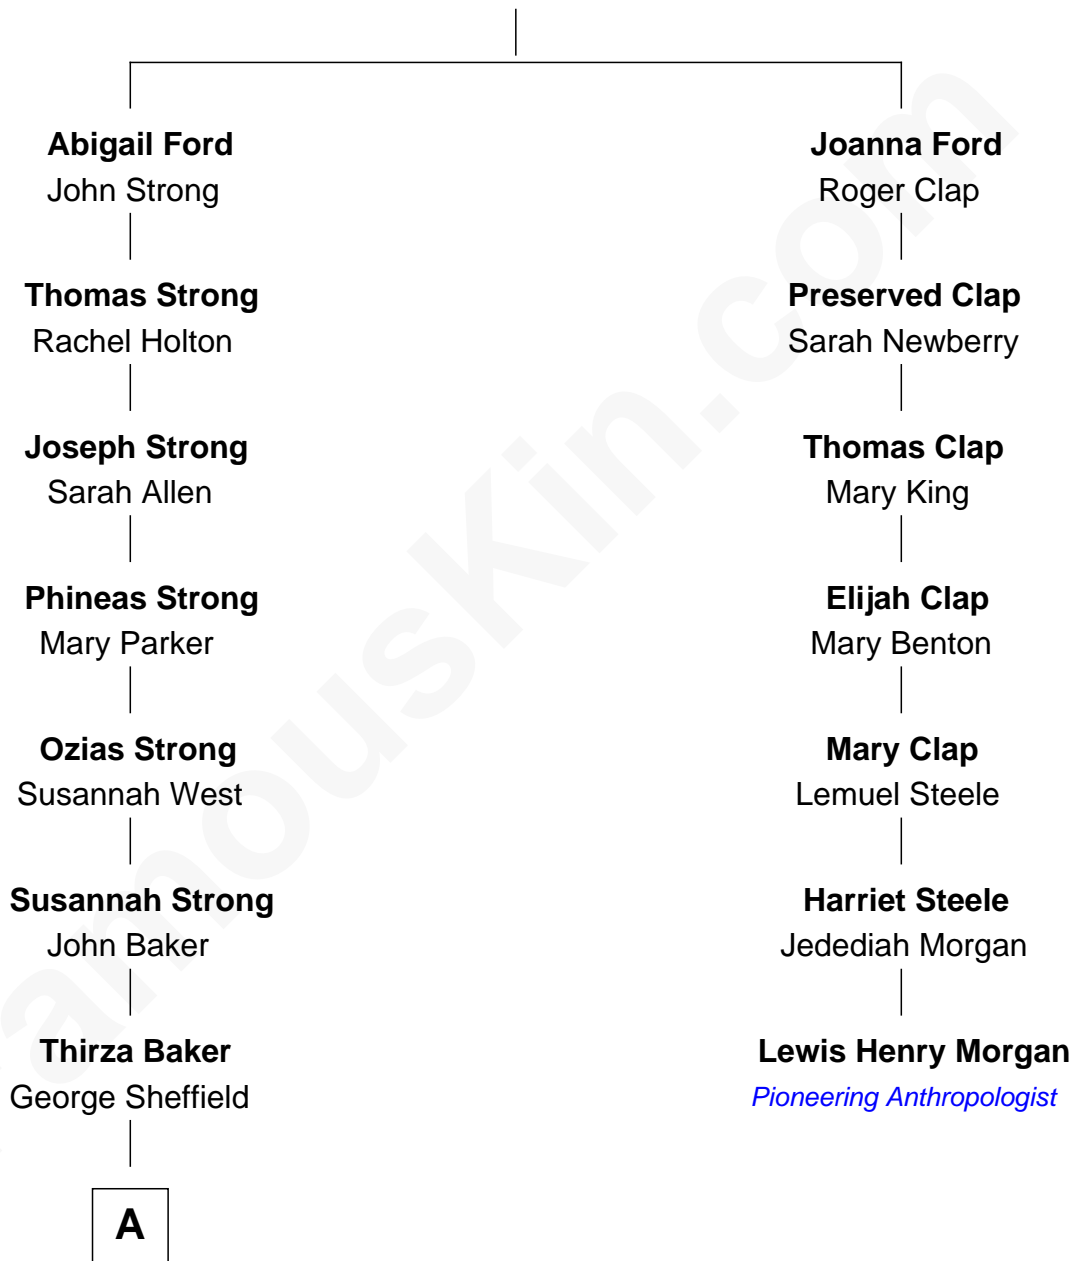 Abigail Ford
John Strong
Joanna Ford
Roger Clap
Thomas Strong
Rachel Holton
Preserved Clap
Sarah Newberry
Joseph Strong
Sarah Allen
Thomas Clap
Mary King
Phineas Strong
Mary Parker
Elijah Clap
Mary Benton
Ozias Strong
Susannah West
Mary Clap
Lemuel Steele
Susannah Strong
John Baker
Harriet Steele
Jedediah Morgan
Thirza Baker
George Sheffield
Lewis Henry Morgan
Pioneering Anthropologist
A
amouskin.com